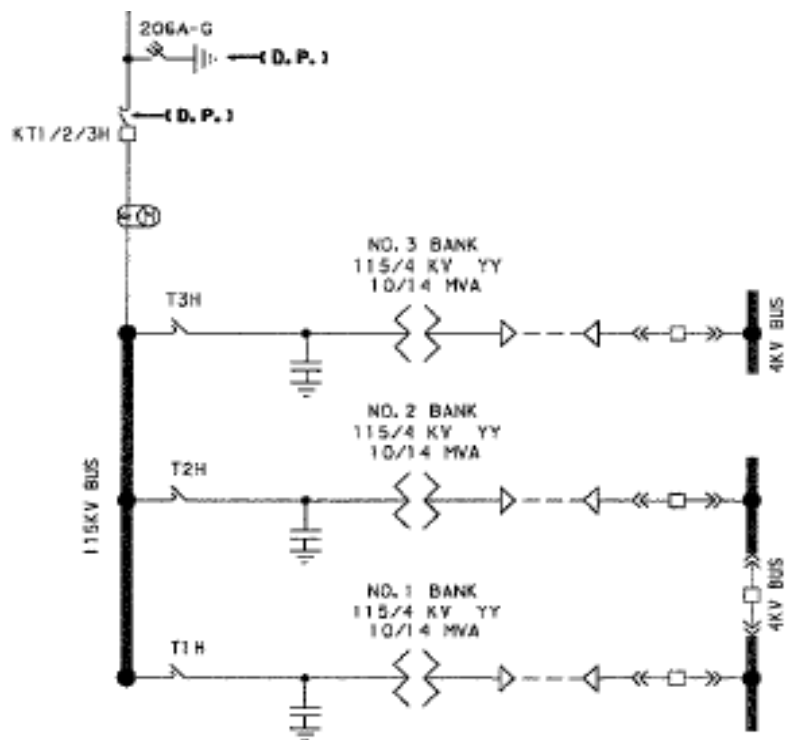 206A-G
(D.P.)
(D.P.)
KT1/2/3H
M
NO. 3 BANK
115/4 KV YY
10/14 MVA
T3H
4KV BUS
NO. 2 BANK
115/4 KV YY
10/14 MVA
T2H
115KV BUS
NO. 1 BANK
115/4 KV YY
10/14 MVA
4KV BUS
T1H